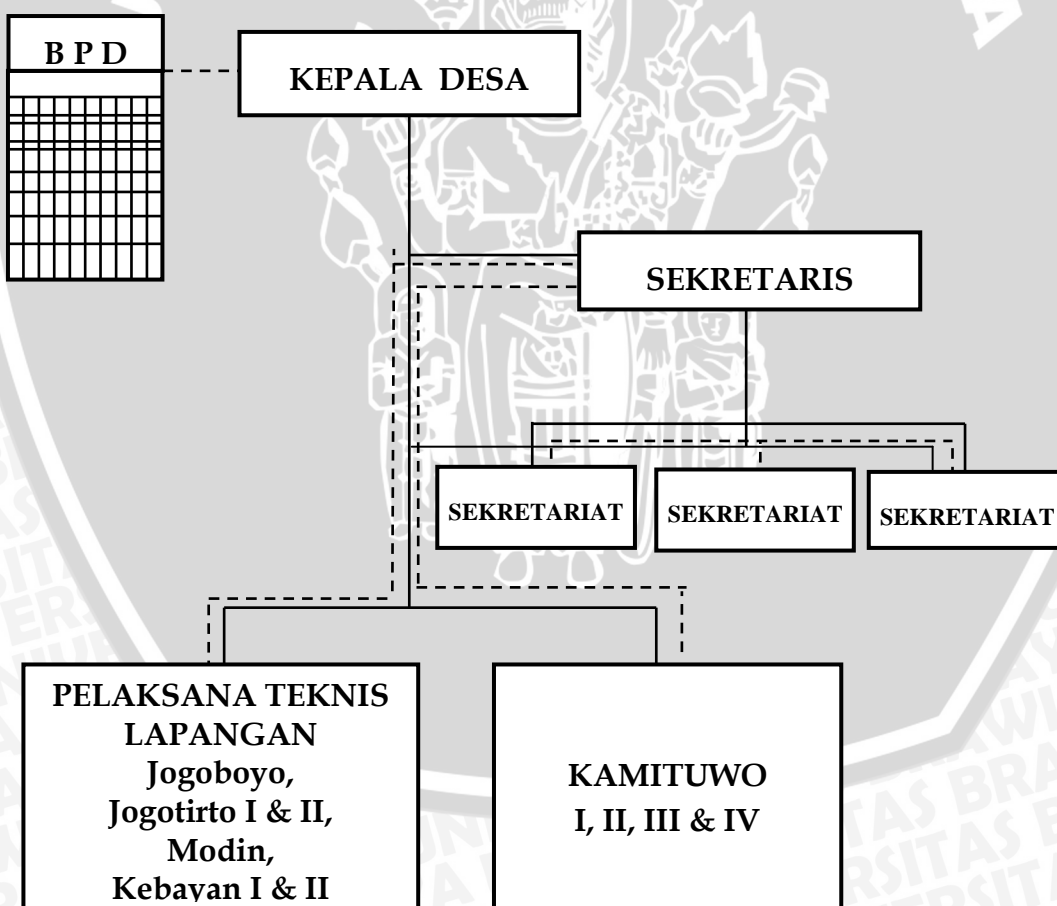 B P D
KEPALA DESA
SEKRETARIS
SEKRETARIAT
SEKRETARIAT
SEKRETARIAT
PELAKSANA TEKNIS
LAPANGAN
Jogoboyo,
Jogotirto I & II,
Modin,
Kebayan I & II
KAMITUWO
I, II, III & IV